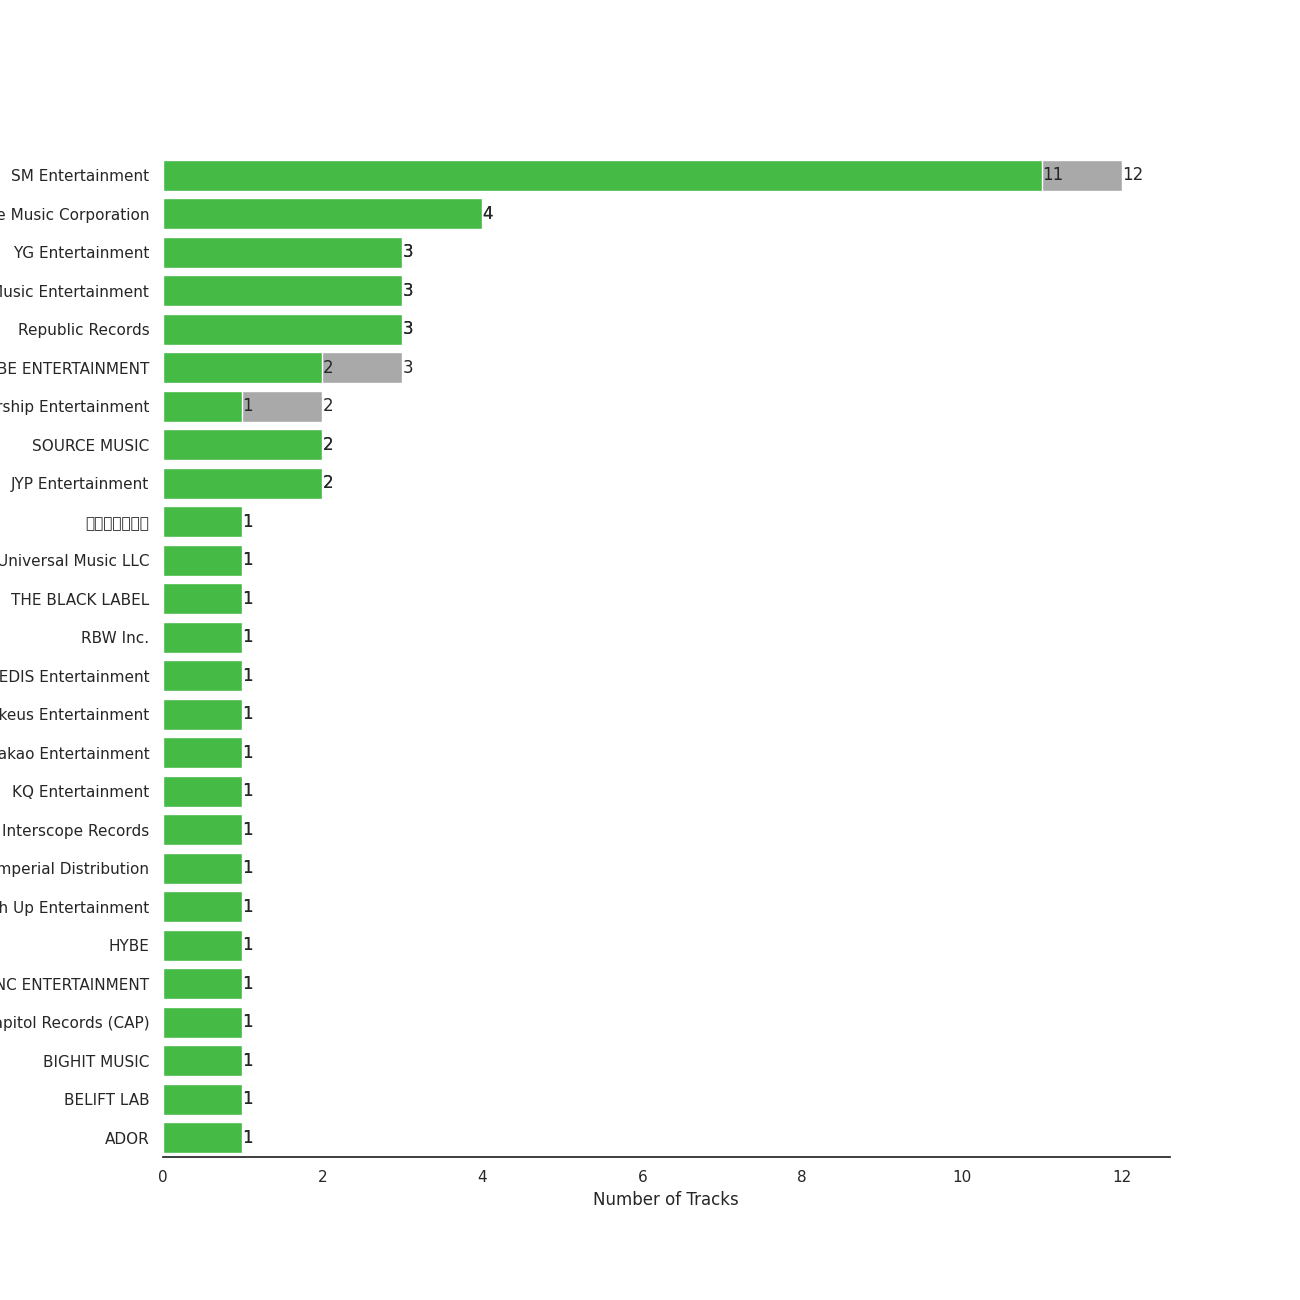 SM Entertainment 11 12
e Music Corporation 4
YG Entertainment 3
Music Entertainment 3
Republic Records 3
BE ENTERTAINMENT 2 3
rship Entertainment 1 2
SOURCE MUSIC 2
JYP Entertainment 2
1
Universal Music LLC 1
THE BLACK LABEL 1
RBW Inc. 1
EDIS Entertainment 1
keus Entertainment 1
akao Entertainment 1
KQ Entertainment 1
Interscope Records 1
mperial Distribution 1
h Up Entertainment 1
HYBE 1
NC ENTERTAINMENT 1
apitol Records (CAP) 1
BIGHIT MUSIC 1
BELIFT LAB 1
ADOR 1
0 2 4 6 8 10 12
Number of Tracks